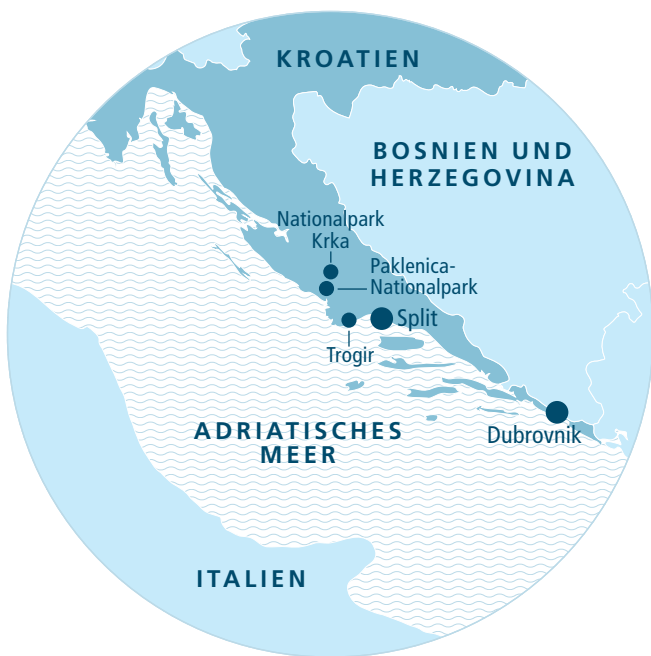 KROATIEN
BOSNIEN UND
HERZEGOVINA
Nationalpark
Krka
Paklenica-
Nationalpark
Split
Trogir
ADRIATISCHES
MEER
Dubrovnik
ITALIEN